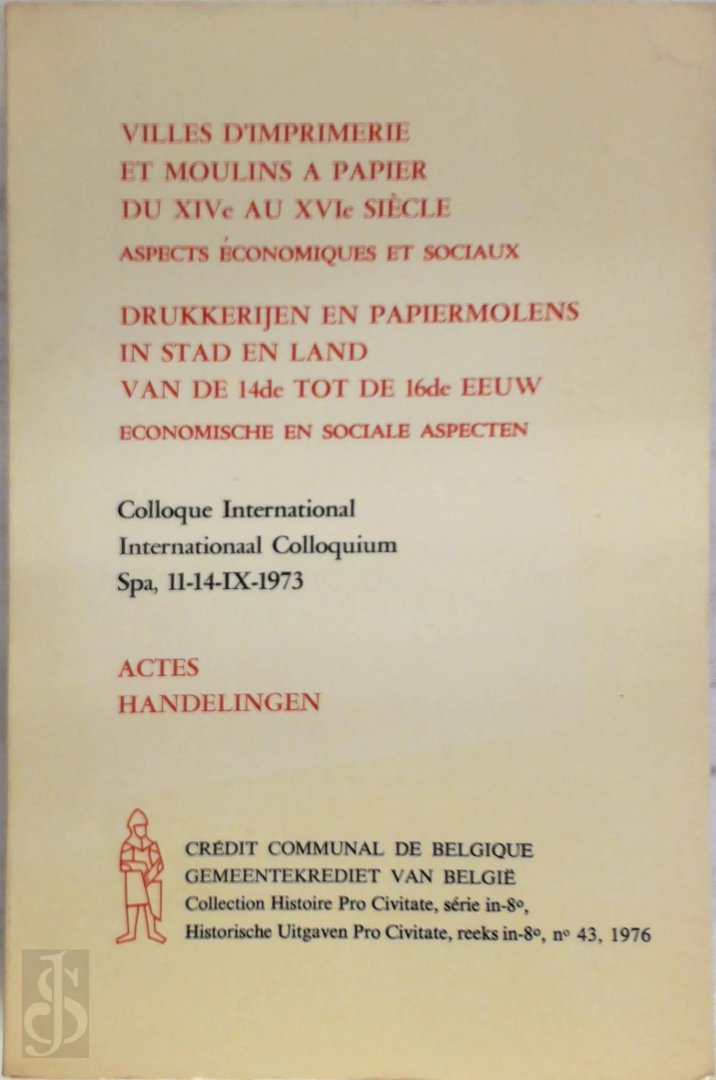 VILLES D'IMPRIMERIE
ET MOULINS A PAPIER
DU XIVe AU XVIe SIÈCLE
ASPECTS ÉCONOMIQUES ET SOCIAUX
DRUKKERIJEN EN PAPIERMOLENS
IN STAD EN LAND
VAN DE 14de TOT DE 16de EEUW
ECONOMISCHE EN SOCIALE ASPECTEN
Colloque International
Internationaal Colloquium
Spa, 11-14-IX-1973
ACTES
HANDELINGEN
CRÉDIT COMMUNAL DE BELGIQUE
GEMEENTEKREDIET VAN BELGIË
Collection Histoire Pro Civitate, série in-8º,
Historische Uitgaven Pro Civitate, reeks in-8º, nº 43, 1976